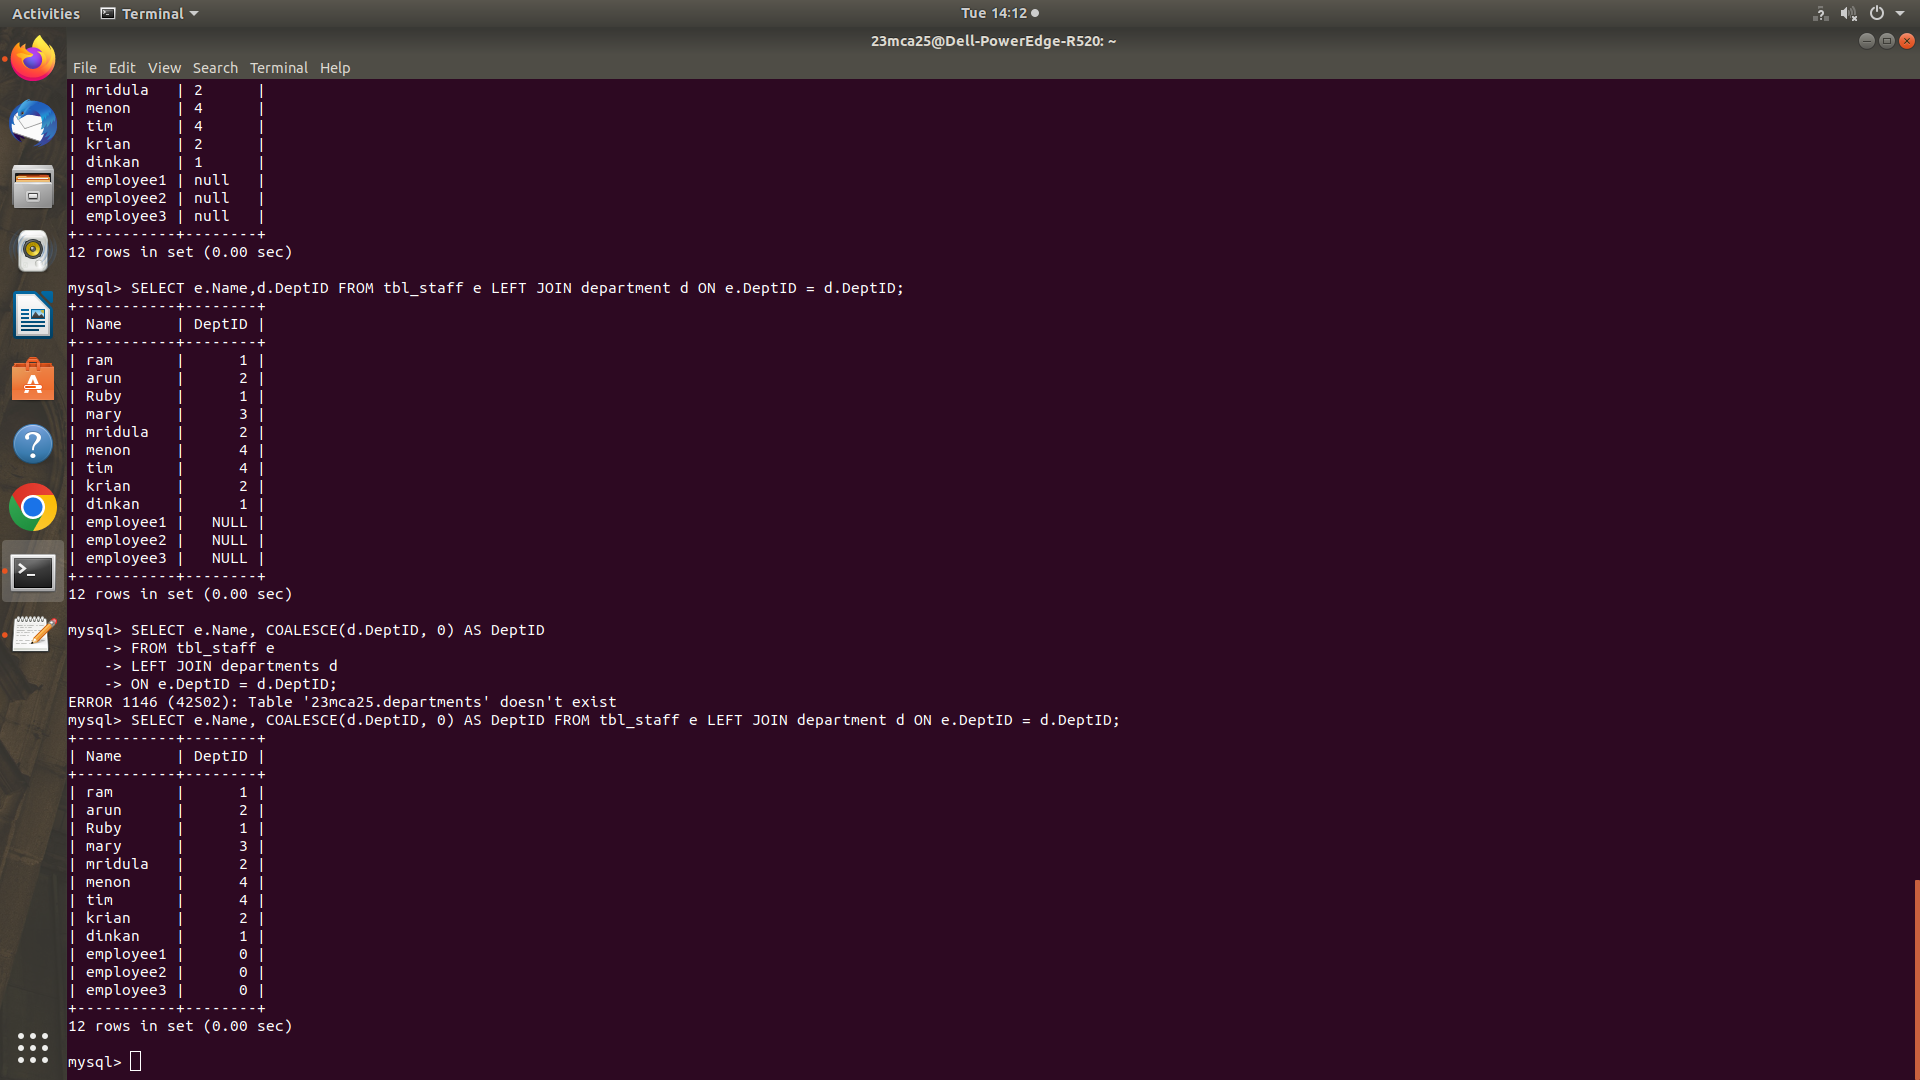 Activities Terminal Tue 14:12
23mca25@Dell-PowerEdge-R520: ~
File Edit View Search Terminal Help
| mridula   | 2      |
| menon     | 4      |
| tim       | 4      |
| krian     | 2      |
| dinkan    | 1      |
| employee1 | null   |
| employee2 | null   |
| employee3 | null   |
+-----------+--------+
12 rows in set (0.00 sec)
mysql> SELECT e.Name,d.DeptID FROM tbl_staff e LEFT JOIN department d ON e.DeptID = d.DeptID;
+-----------+--------+
| Name      | DeptID |
+-----------+--------+
| ram       |      1 |
| arun      |      2 |
| Ruby      |      1 |
| mary      |      3 |
| mridula   |      2 |
| menon     |      4 |
| tim       |      4 |
| krian     |      2 |
| dinkan    |      1 |
| employee1 |   NULL |
| employee2 |   NULL |
| employee3 |   NULL |
+-----------+--------+
12 rows in set (0.00 sec)
mysql> SELECT e.Name, COALESCE(d.DeptID, 0) AS DeptID
    -> FROM tbl_staff e
    -> LEFT JOIN departments d
    -> ON e.DeptID = d.DeptID;
ERROR 1146 (42S02): Table '23mca25.departments' doesn't exist
mysql> SELECT e.Name, COALESCE(d.DeptID, 0) AS DeptID FROM tbl_staff e LEFT JOIN department d ON e.DeptID = d.DeptID;
+-----------+--------+
| Name      | DeptID |
+-----------+--------+
| ram       |      1 |
| arun      |      2 |
| Ruby      |      1 |
| mary      |      3 |
| mridula   |      2 |
| menon     |      4 |
| tim       |      4 |
| krian     |      2 |
| dinkan    |      1 |
| employee1 |      0 |
| employee2 |      0 |
| employee3 |      0 |
+-----------+--------+
12 rows in set (0.00 sec)
mysql>